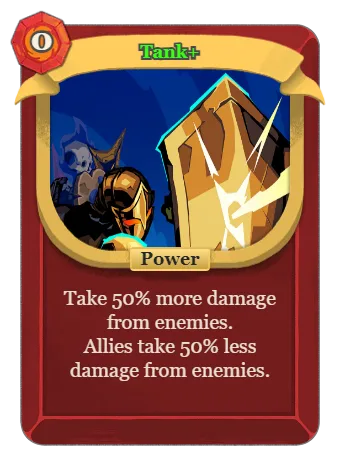 0
Tank+
Power
Take 50% more damage
from enemies.
Allies take 50% less
damage from enemies.